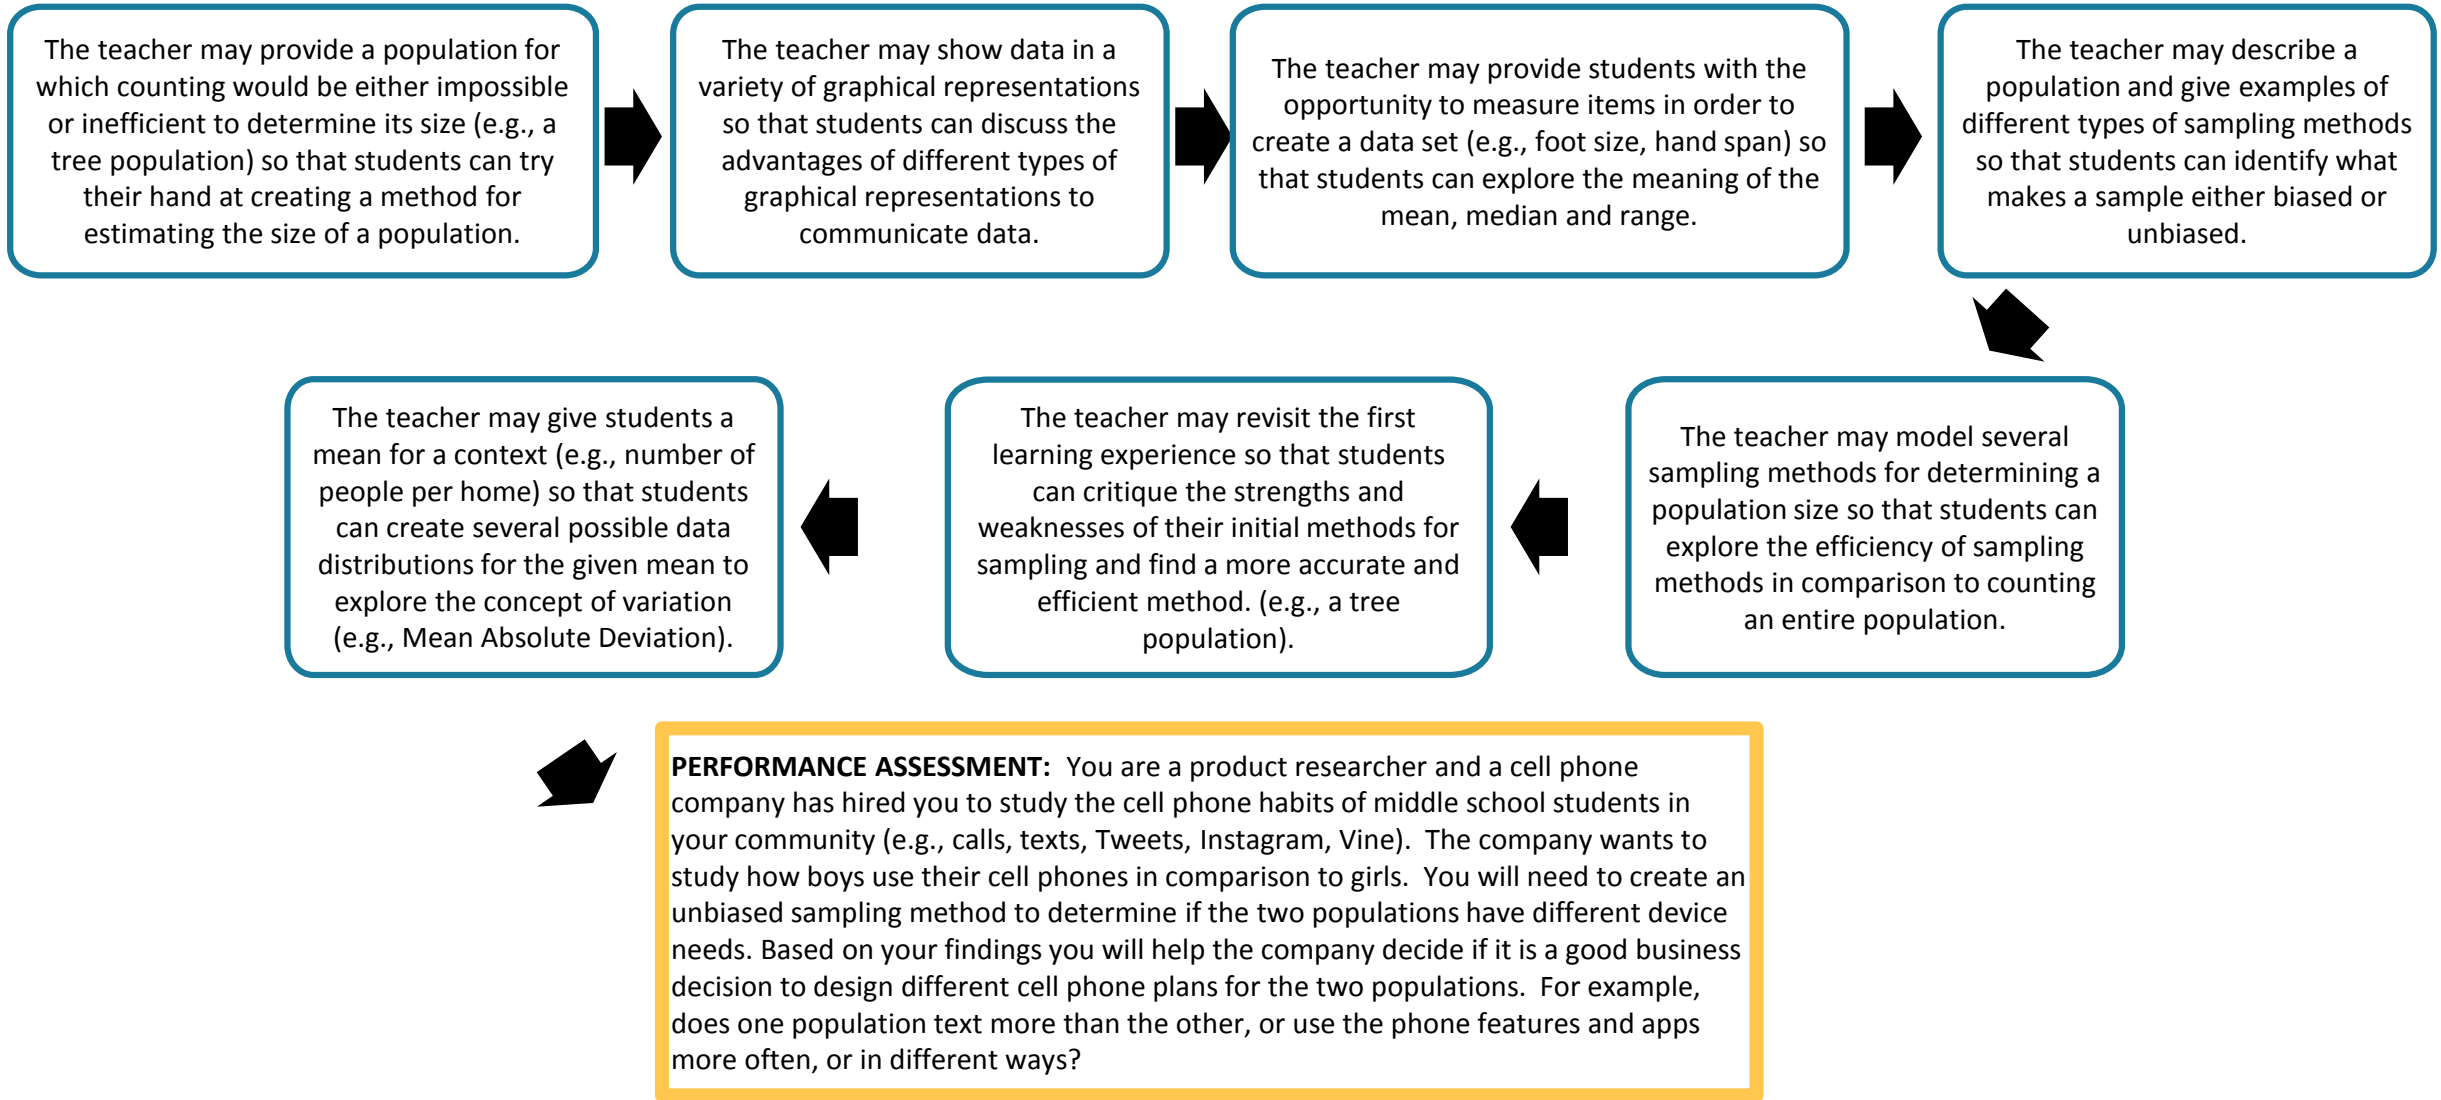 The teacher may provide a population for
which counting would be either impossible
or inefficient to determine its size (e.g., a
tree population) so that students can try
their hand at creating a method for
estimating the size of a population.
The teacher may show data in a
variety of graphical representations
so that students can discuss the
advantages of different types of
graphical representations to
communicate data.
The teacher may provide students with the
opportunity to measure items in order to
create a data set (e.g., foot size, hand span) so
that students can explore the meaning of the
mean, median and range.
The teacher may describe a
population and give examples of
different types of sampling methods
so that students can identify what
makes a sample either biased or
unbiased.
The teacher may model several
sampling methods for determining a
population size so that students can
explore the efficiency of sampling
methods in comparison to counting
an entire population.
The teacher may revisit the first
learning experience so that students
can critique the strengths and
weaknesses of their initial methods for
sampling and find a more accurate and
efficient method. (e.g., a tree
population).
The teacher may give students a
mean for a context (e.g., number of
people per home) so that students
can create several possible data
distributions for the given mean to
explore the concept of variation
(e.g., Mean Absolute Deviation).
PERFORMANCE ASSESSMENT:  You are a product researcher and a cell phone
company has hired you to study the cell phone habits of middle school students in
your community (e.g., calls, texts, Tweets, Instagram, Vine).  The company wants to
study how boys use their cell phones in comparison to girls.  You will need to create an
unbiased sampling method to determine if the two populations have different device
needs. Based on your findings you will help the company decide if it is a good business
decision to design different cell phone plans for the two populations.  For example,
does one population text more than the other, or use the phone features and apps
more often, or in different ways?